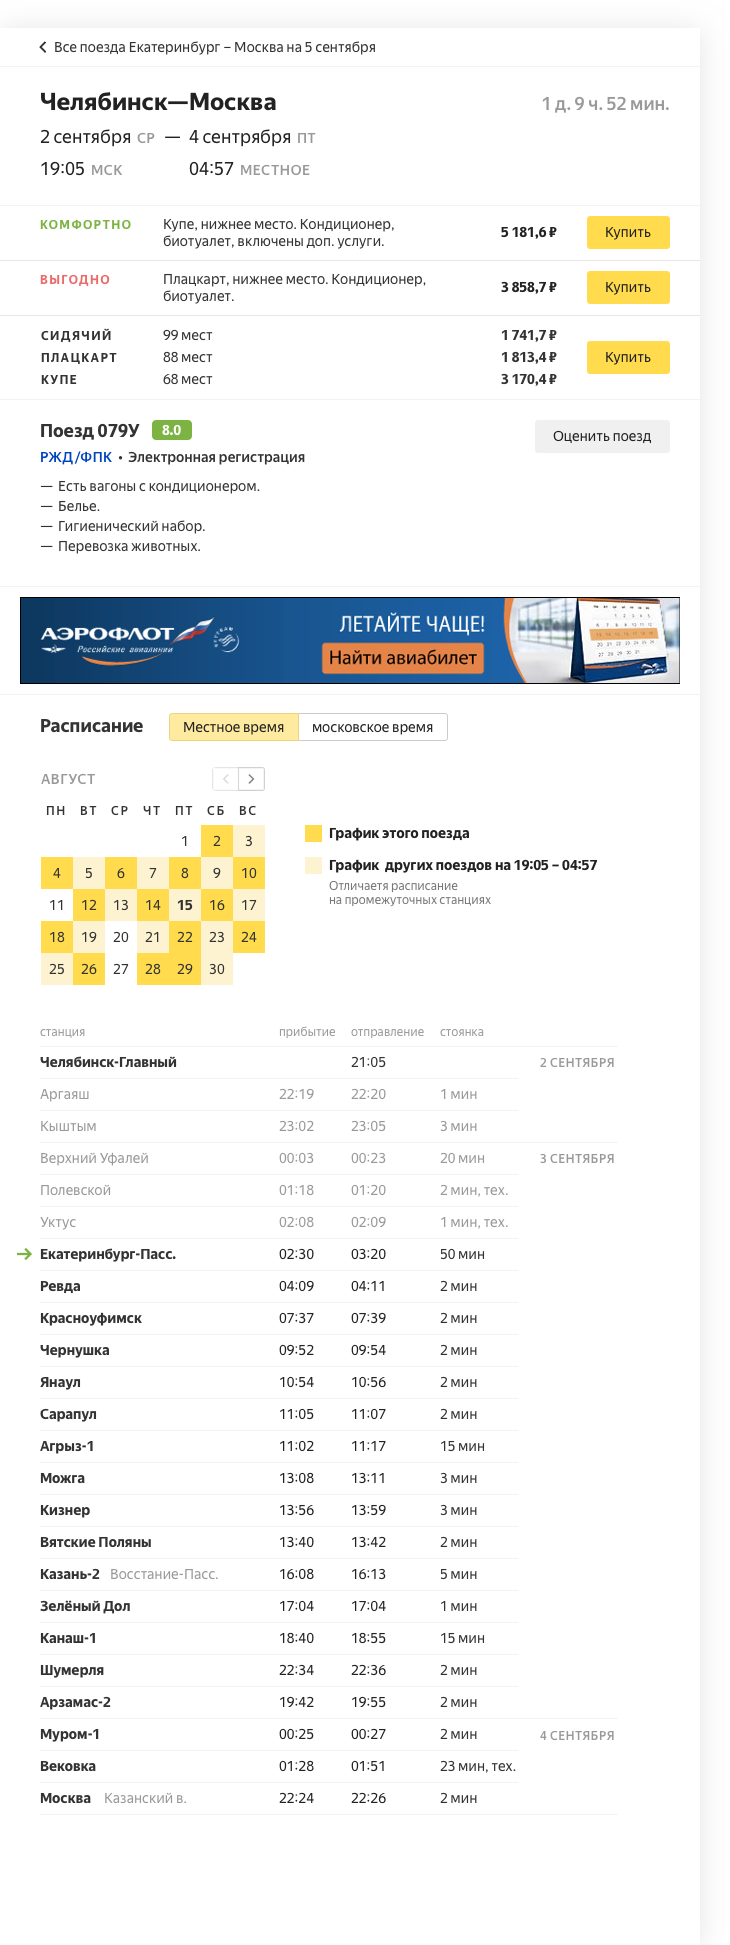 Все поезда Екатеринбург – Москва на 5 сентября
Челябинск—Москва
1 д. 9 ч. 52 мин.
2 сентября СР — 4 сентрября ПТ
19:05 МСК 04:57 МЕСТНОЕ
КОМФОРТНО
Купе, нижнее место. Кондиционер,
биотуалет, включены доп. услуги.
5 181,6 ₽
Купить
ВЫГОДНО
Плацкарт, нижнее место. Кондиционер,
биотуалет.
3 858,7 ₽
Купить
СИДЯЧИЙ 99 мест 1 741,7 ₽
ПЛАЦКАРТ 88 мест 1 813,4 ₽
КУПЕ 68 мест 3 170,4 ₽
Купить
Поезд 079У 8.0
Оценить поезд
РЖД/ФПК • Электронная регистрация
— Есть вагоны с кондиционером.
— Белье.
— Гигиенический набор.
— Перевозка животных.
АЭРОФЛОТ
Российские авиалинии
ЛЕТАЙТЕ ЧАЩЕ!
Найти авиабилет
Расписание
Местное время московское время
АВГУСТ
ПН ВТ СР ЧТ ПТ СБ ВС
1 2 3
4 5 6 7 8 9 10
11 12 13 14 15 16 17
18 19 20 21 22 23 24
25 26 27 28 29 30
График этого поезда
График других поездов на 19:05 – 04:57
Отличаетя расписание
на промежуточных станциях
станция прибытие отправление стоянка
Челябинск-Главный 21:05 2 СЕНТЯБРЯ
Аргаяш 22:19 22:20 1 мин
Кыштым 23:02 23:05 3 мин
Верхний Уфалей 00:03 00:23 20 мин 3 СЕНТЯБРЯ
Полевской 01:18 01:20 2 мин, тех.
Уктус 02:08 02:09 1 мин, тех.
Екатеринбург-Пасс. 02:30 03:20 50 мин
Ревда 04:09 04:11 2 мин
Красноуфимск 07:37 07:39 2 мин
Чернушка 09:52 09:54 2 мин
Янаул 10:54 10:56 2 мин
Сарапул 11:05 11:07 2 мин
Агрыз-1 11:02 11:17 15 мин
Можга 13:08 13:11 3 мин
Кизнер 13:56 13:59 3 мин
Вятские Поляны 13:40 13:42 2 мин
Казань-2 Восстание-Пасс. 16:08 16:13 5 мин
Зелёный Дол 17:04 17:04 1 мин
Канаш-1 18:40 18:55 15 мин
Шумерля 22:34 22:36 2 мин
Арзамас-2 19:42 19:55 2 мин
Муром-1 00:25 00:27 2 мин 4 СЕНТЯБРЯ
Вековка 01:28 01:51 23 мин, тех.
Москва Казанский в. 22:24 22:26 2 мин